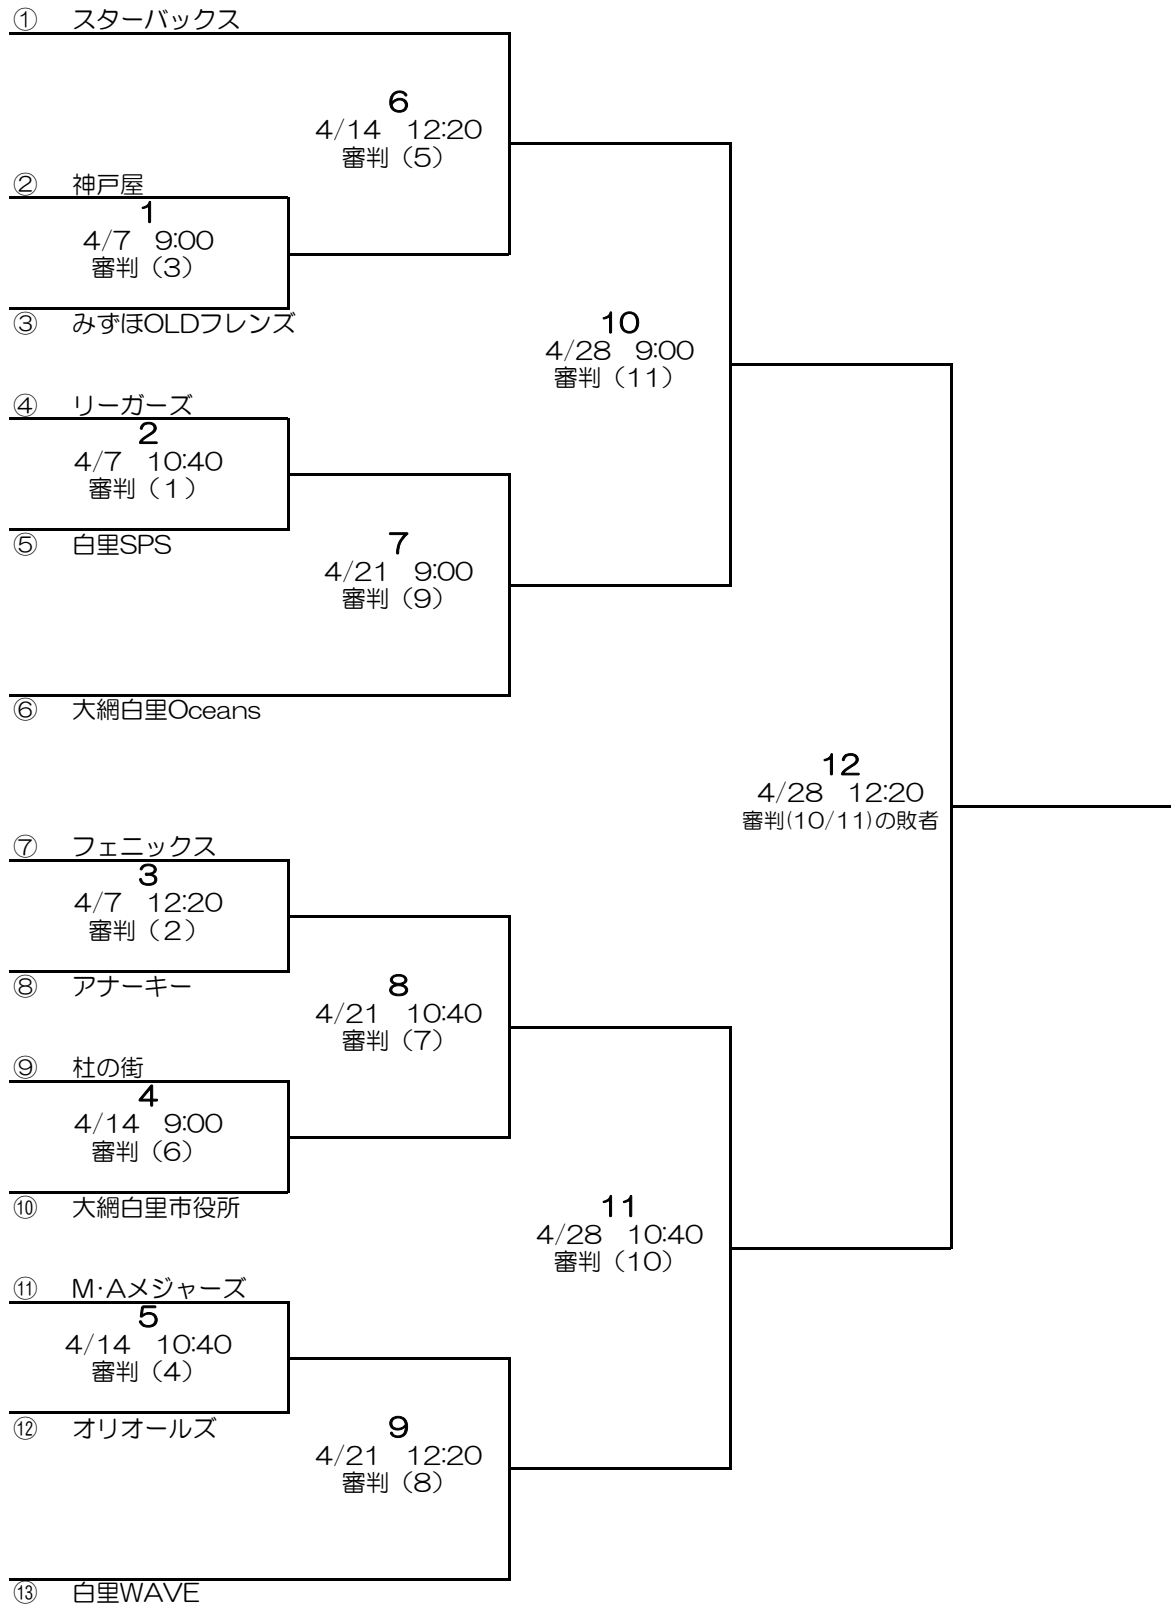 ① スターバックス
6
4/14 12:20
審判（5）
② 神戸屋
1
4/7 9:00
審判（3）
③ みずほOLDフレンズ
10
4/28 9:00
審判（11）
④ リーガーズ
2
4/7 10:40
審判（1）
⑤ 白里SPS
7
4/21 9:00
審判（9）
⑥ 大網白里Oceans
12
4/28 12:20
審判(10/11)の敗者
⑦ フェニックス
3
4/7 12:20
審判（2）
⑧ アナーキー
8
4/21 10:40
審判（7）
⑨ 杜の街
4
4/14 9:00
審判（6）
⑩ 大網白里市役所
11
4/28 10:40
審判（10）
⑪ M･Aメジャーズ
5
4/14 10:40
審判（4）
⑫ オリオールズ
9
4/21 12:20
審判（8）
⑬ 白里WAVE